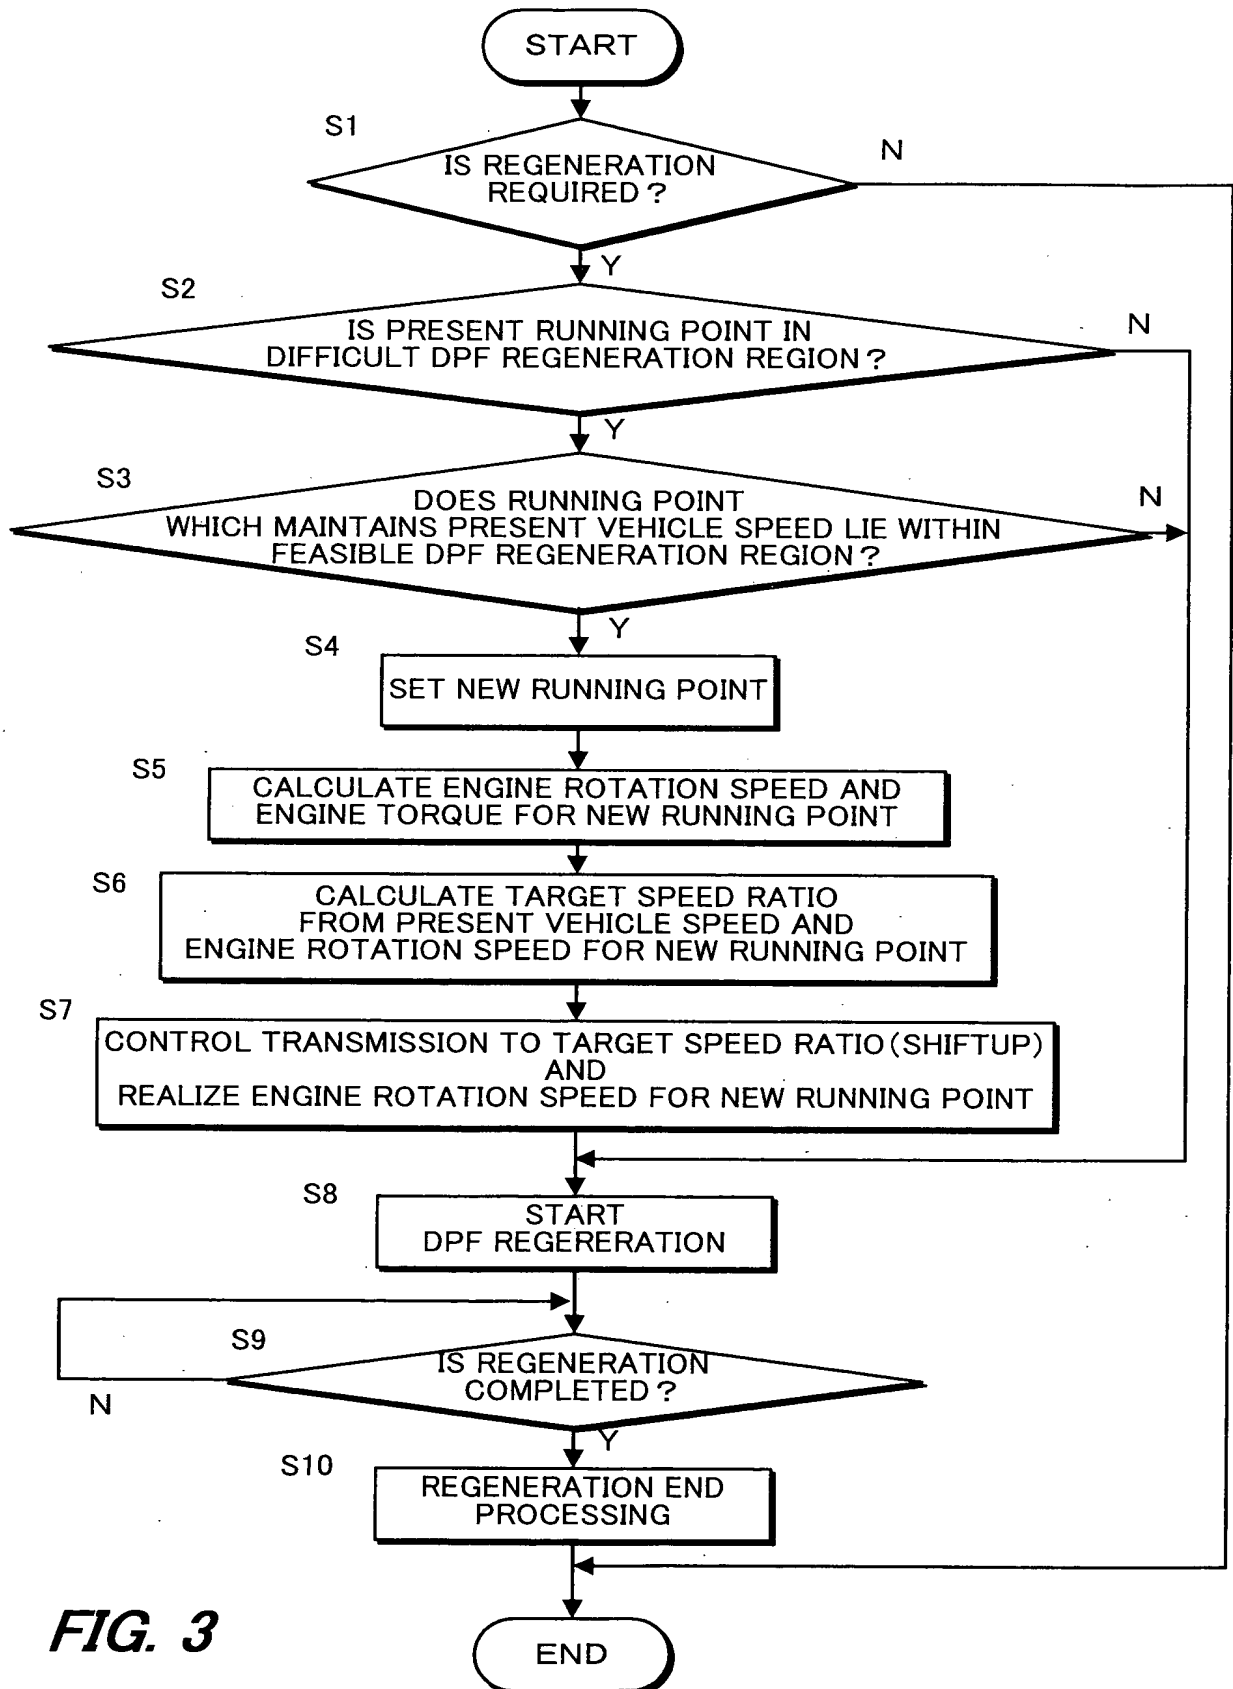 START
S1
IS REGENERATION
REQUIRED ?
N
Y
S2
IS PRESENT RUNNING POINT IN
DIFFICULT DPF REGENERATION REGION ?
N
Y
S3
DOES RUNNING POINT
WHICH MAINTAINS PRESENT VEHICLE SPEED LIE WITHIN
FEASIBLE DPF REGENERATION REGION ?
N
Y
S4
SET NEW RUNNING POINT
S5
CALCULATE ENGINE ROTATION SPEED AND
ENGINE TORQUE FOR NEW RUNNING POINT
S6
CALCULATE TARGET SPEED RATIO
FROM PRESENT VEHICLE SPEED AND
ENGINE ROTATION SPEED FOR NEW RUNNING POINT
S7
CONTROL TRANSMISSION TO TARGET SPEED RATIO (SHIFTUP)
AND
REALIZE ENGINE ROTATION SPEED FOR NEW RUNNING POINT
S8
START
DPF REGERERATION
S9
IS REGENERATION
COMPLETED ?
N
Y
S10
REGENERATION END
PROCESSING
END
FIG. 3